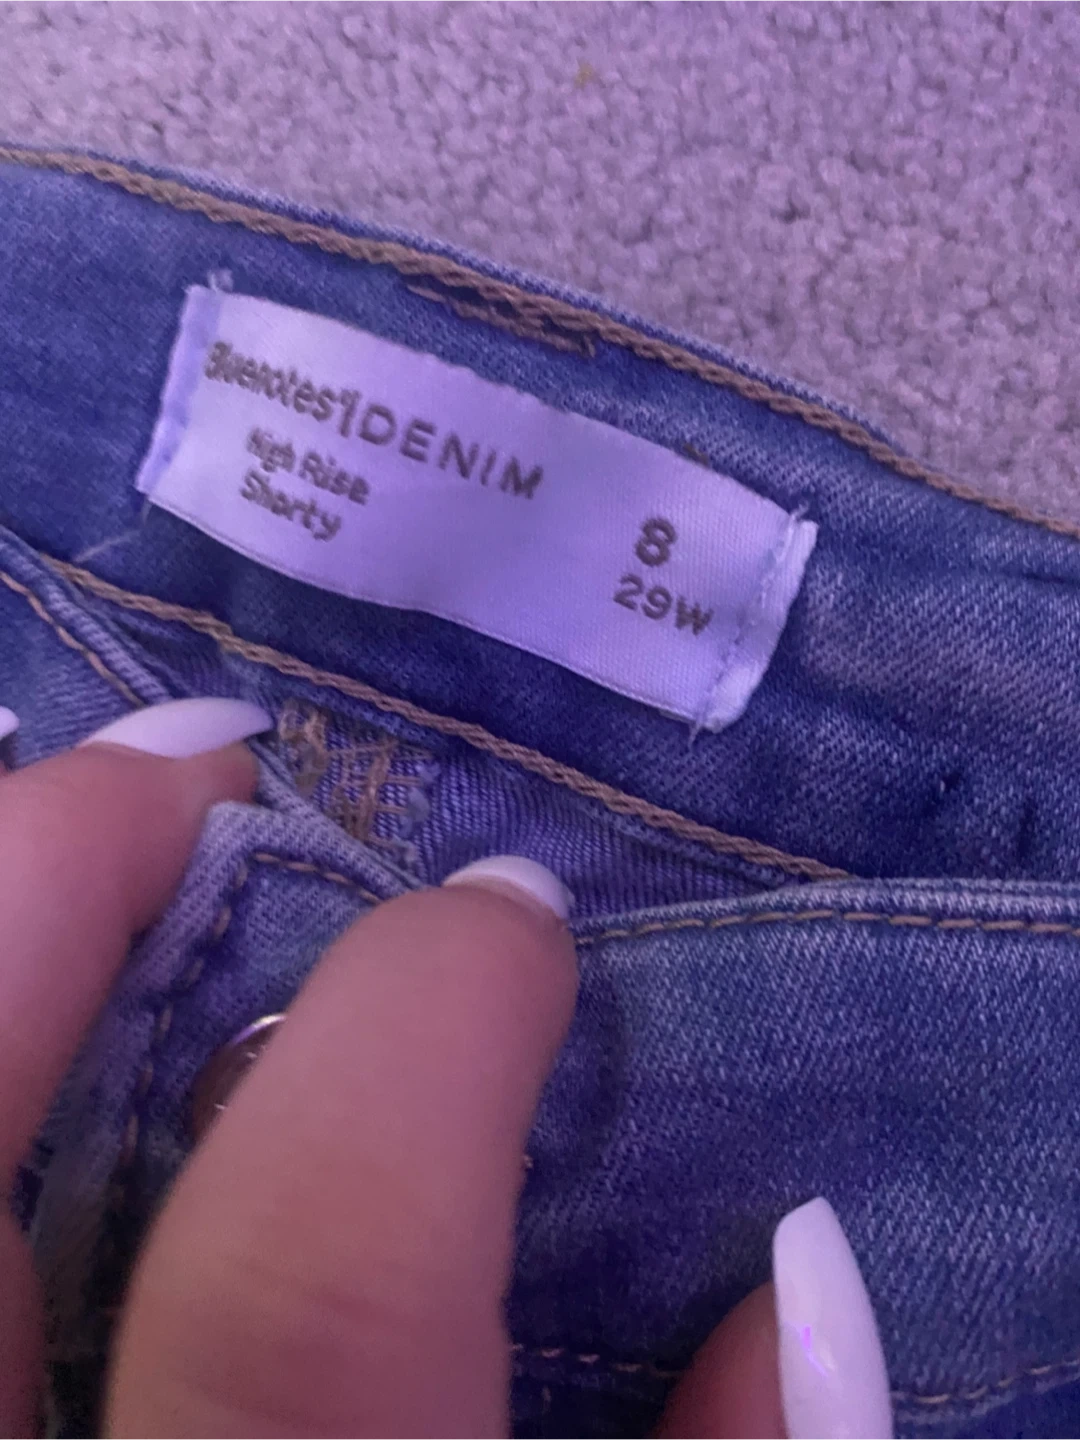 Bluenotes | DENIM
High Rise
Shorty
8
29W